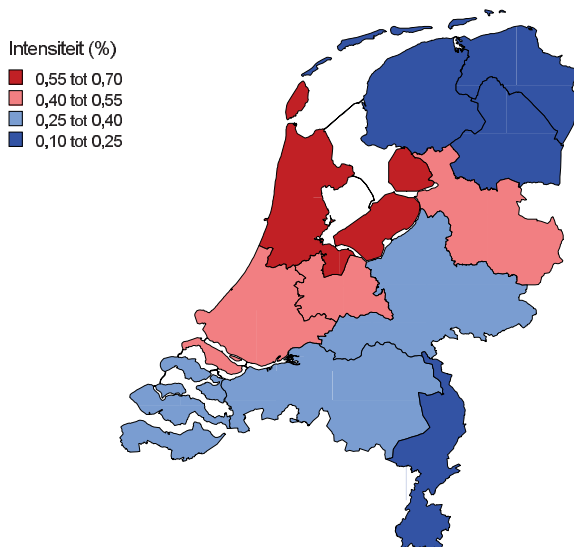 Intensiteit (%)
0,55 tot 0,70
0,40 tot 0,55
0,25 tot 0,40
0,10 tot 0,25